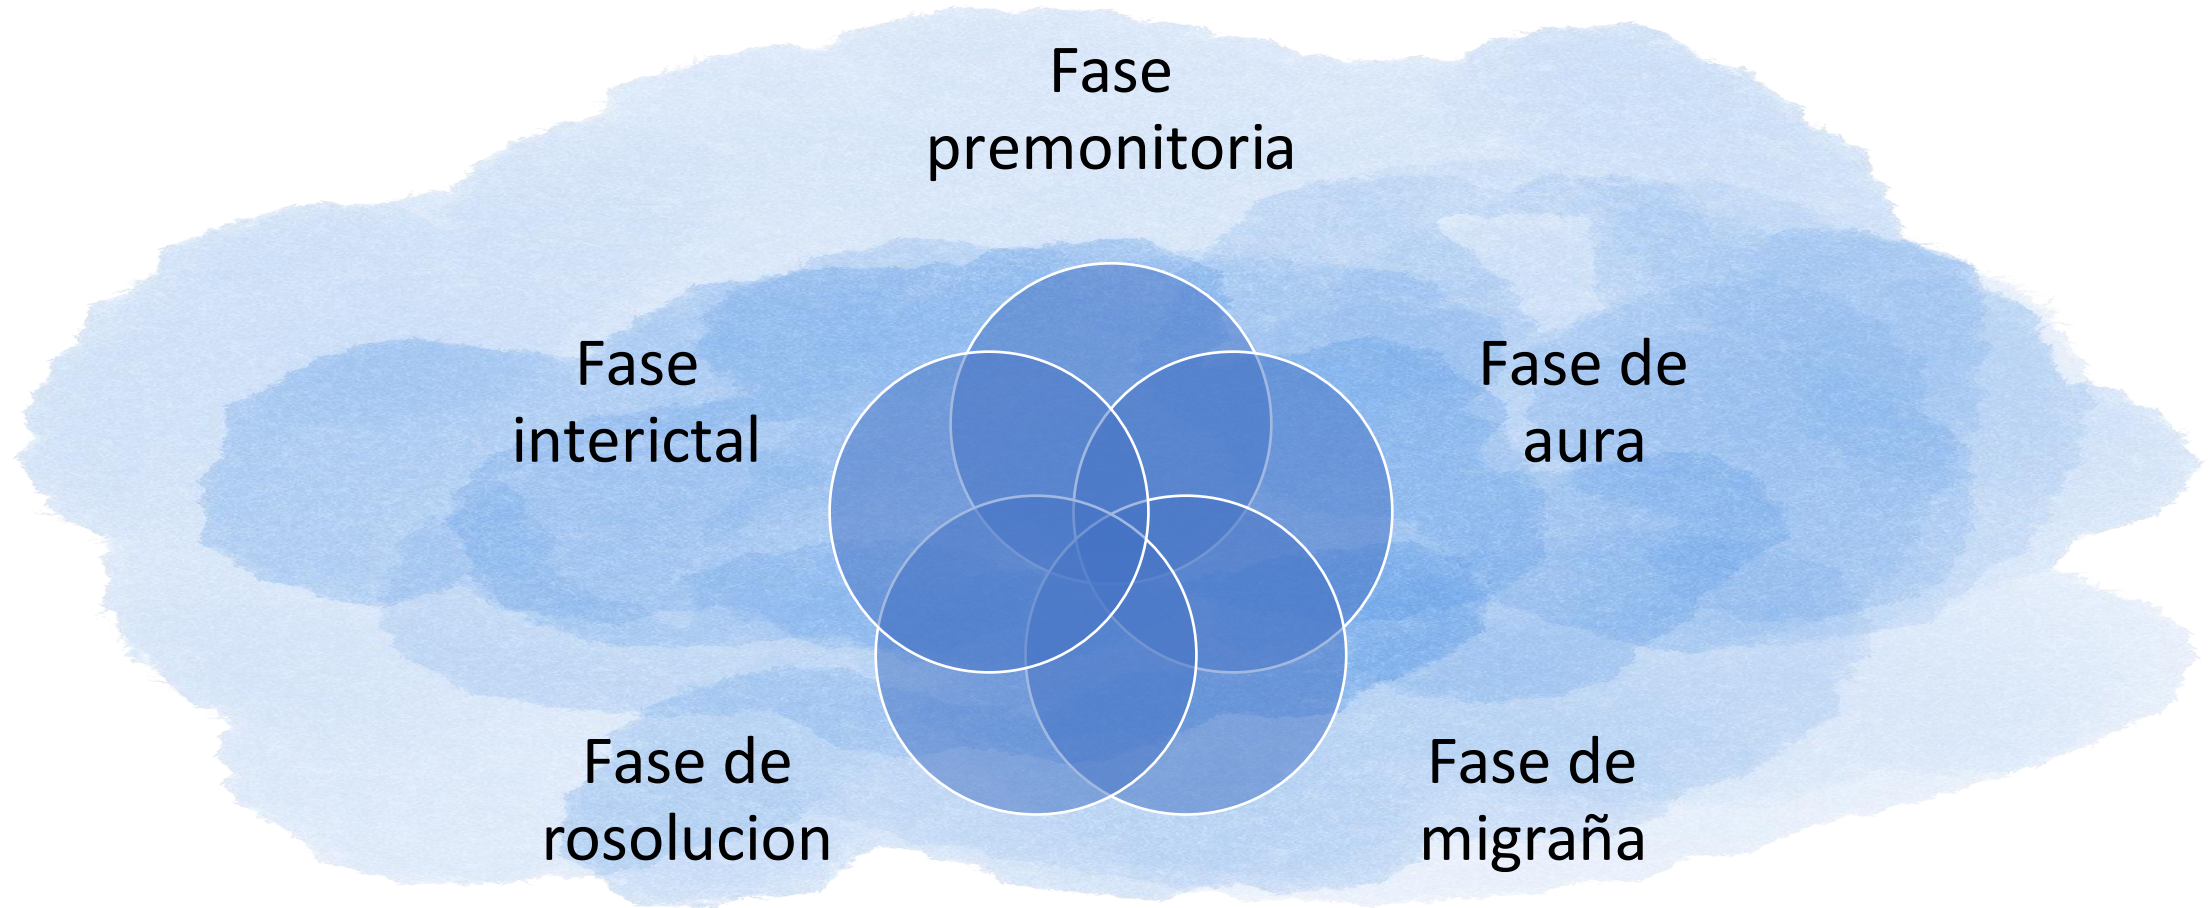 Fase
premonitoria
Fase de
aura
Fase de
migraña
Fase de
rosolucion
Fase
interictal